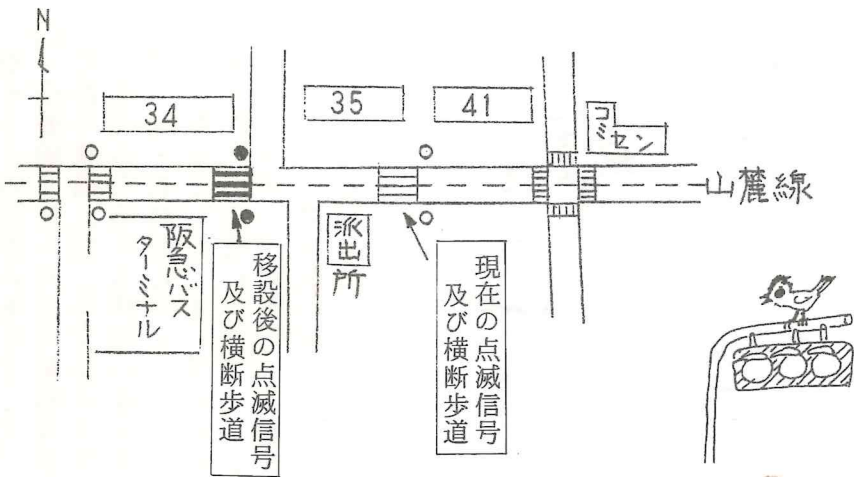 N
34
35
41
コミセン
山麓線
阪急バス
ターミナル
派出所
移設後の点滅信号
及び横断歩道
現在の点滅信号
及び横断歩道